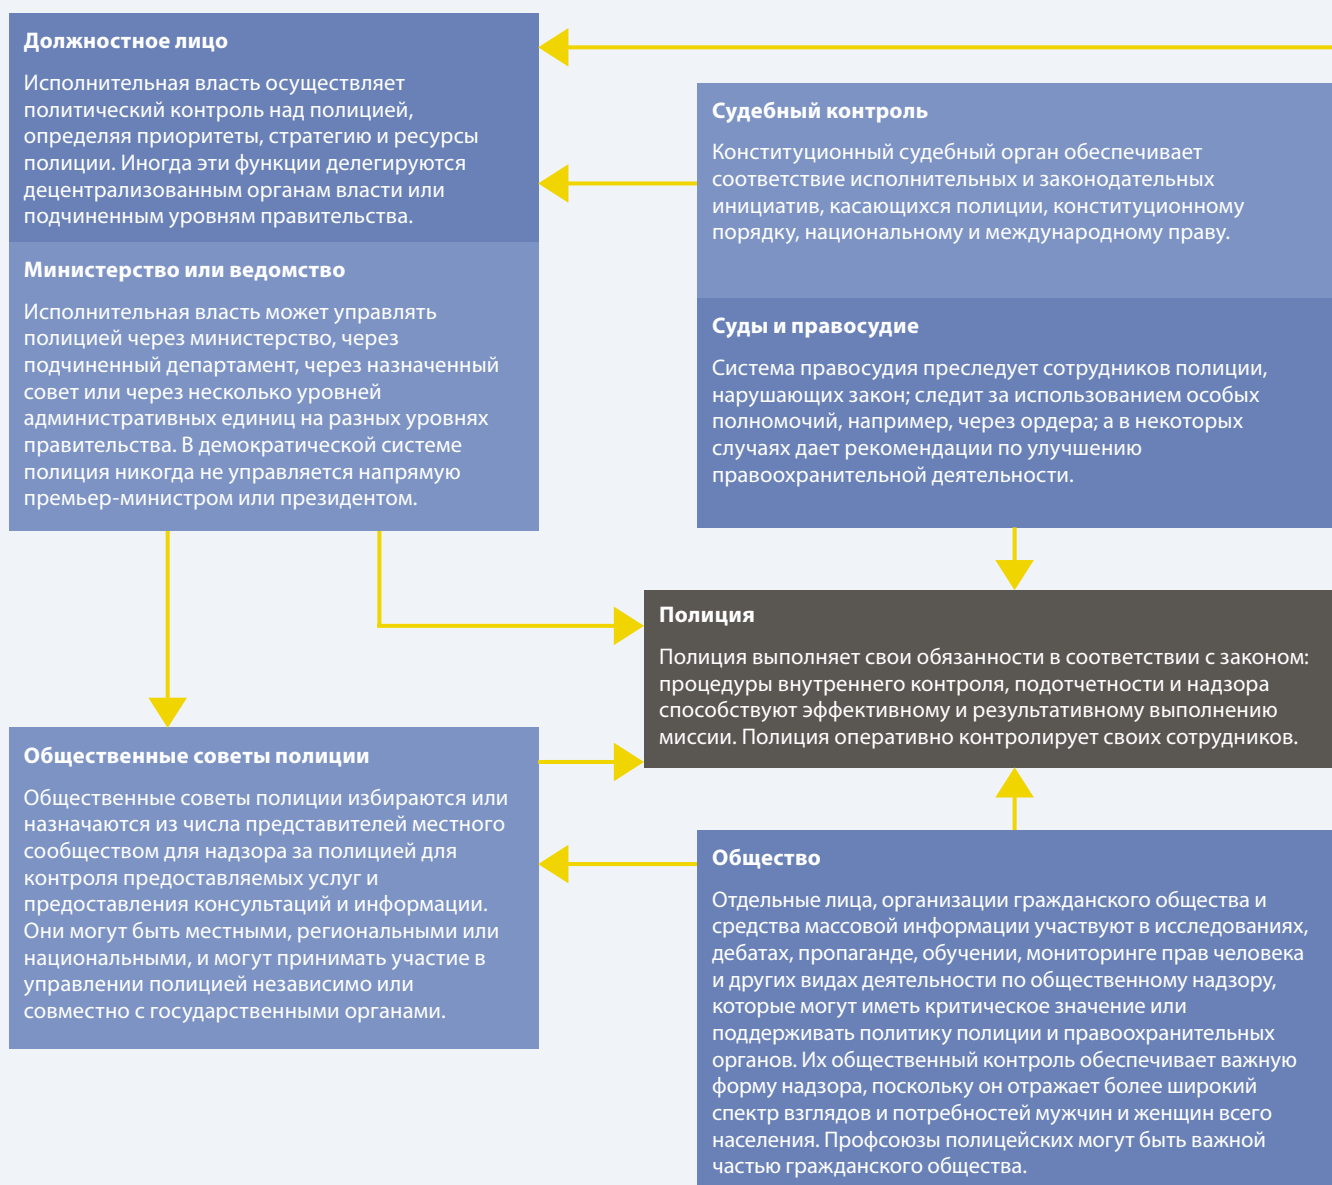 Должностное лицо
Исполнительная власть осуществляет
политический контроль над полицией,
определяя приоритеты, стратегию и ресурсы
полиции. Иногда эти функции делегируются
децентрализованным органам власти или
подчиненным уровням правительства.
Министерство или ведомство
Исполнительная власть может управлять
полицией через министерство, через
подчиненный департамент, через назначенный
совет или через несколько уровней
административных единиц на разных уровнях
правительства. В демократической системе
полиция никогда не управляется напрямую
премьер-министром или президентом.
Судебный контроль
Конституционный судебный орган обеспечивает
соответствие исполнительных и законодательных
инициатив, касающихся полиции, конституционному
порядку, национальному и международному праву.
Суды и правосудие
Система правосудия преследует сотрудников полиции,
нарушающих закон; следит за использованием особых
полномочий, например, через ордера; а в некоторых
случаях дает рекомендации по улучшению
правоохранительной деятельности.
Полиция
Полиция выполняет свои обязанности в соответствии с законом:
процедуры внутреннего контроля, подотчетности и надзора
способствуют эффективному и результативному выполнению
миссии. Полиция оперативно контролирует своих сотрудников.
Общественные советы полиции
Общественные советы полиции избираются или
назначаются из числа представителей местного
сообществом для надзора за полицией для
контроля предоставляемых услуг и
предоставления консультаций и информации.
Они могут быть местными, региональными или
национальными, и могут принимать участие в
управлении полицией независимо или
совместно с государственными органами.
Общество
Отдельные лица, организации гражданского общества и
средства массовой информации участвуют в исследованиях,
дебатах, пропаганде, обучении, мониторинге прав человека
и других видах деятельности по общественному надзору,
которые могут иметь критическое значение или
поддерживать политику полиции и правоохранительных
органов. Их общественный контроль обеспечивает важную
форму надзора, поскольку он отражает более широкий
спектр взглядов и потребностей мужчин и женщин всего
населения. Профсоюзы полицейских могут быть важной
частью гражданского общества.